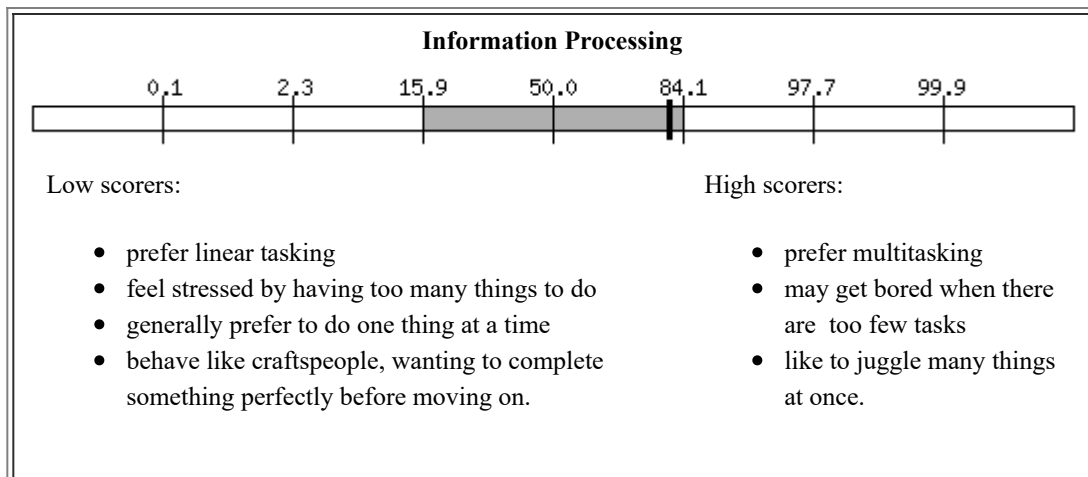 Information Processing
0.1 2.3 15.9 50.0 84.1 97.7 99.9
Low scorers:
• prefer linear tasking
• feel stressed by having too many things to do
• generally prefer to do one thing at a time
• behave like craftspeople, wanting to complete
something perfectly before moving on.
High scorers:
• prefer multitasking
• may get bored when there
are too few tasks
• like to juggle many things
at once.